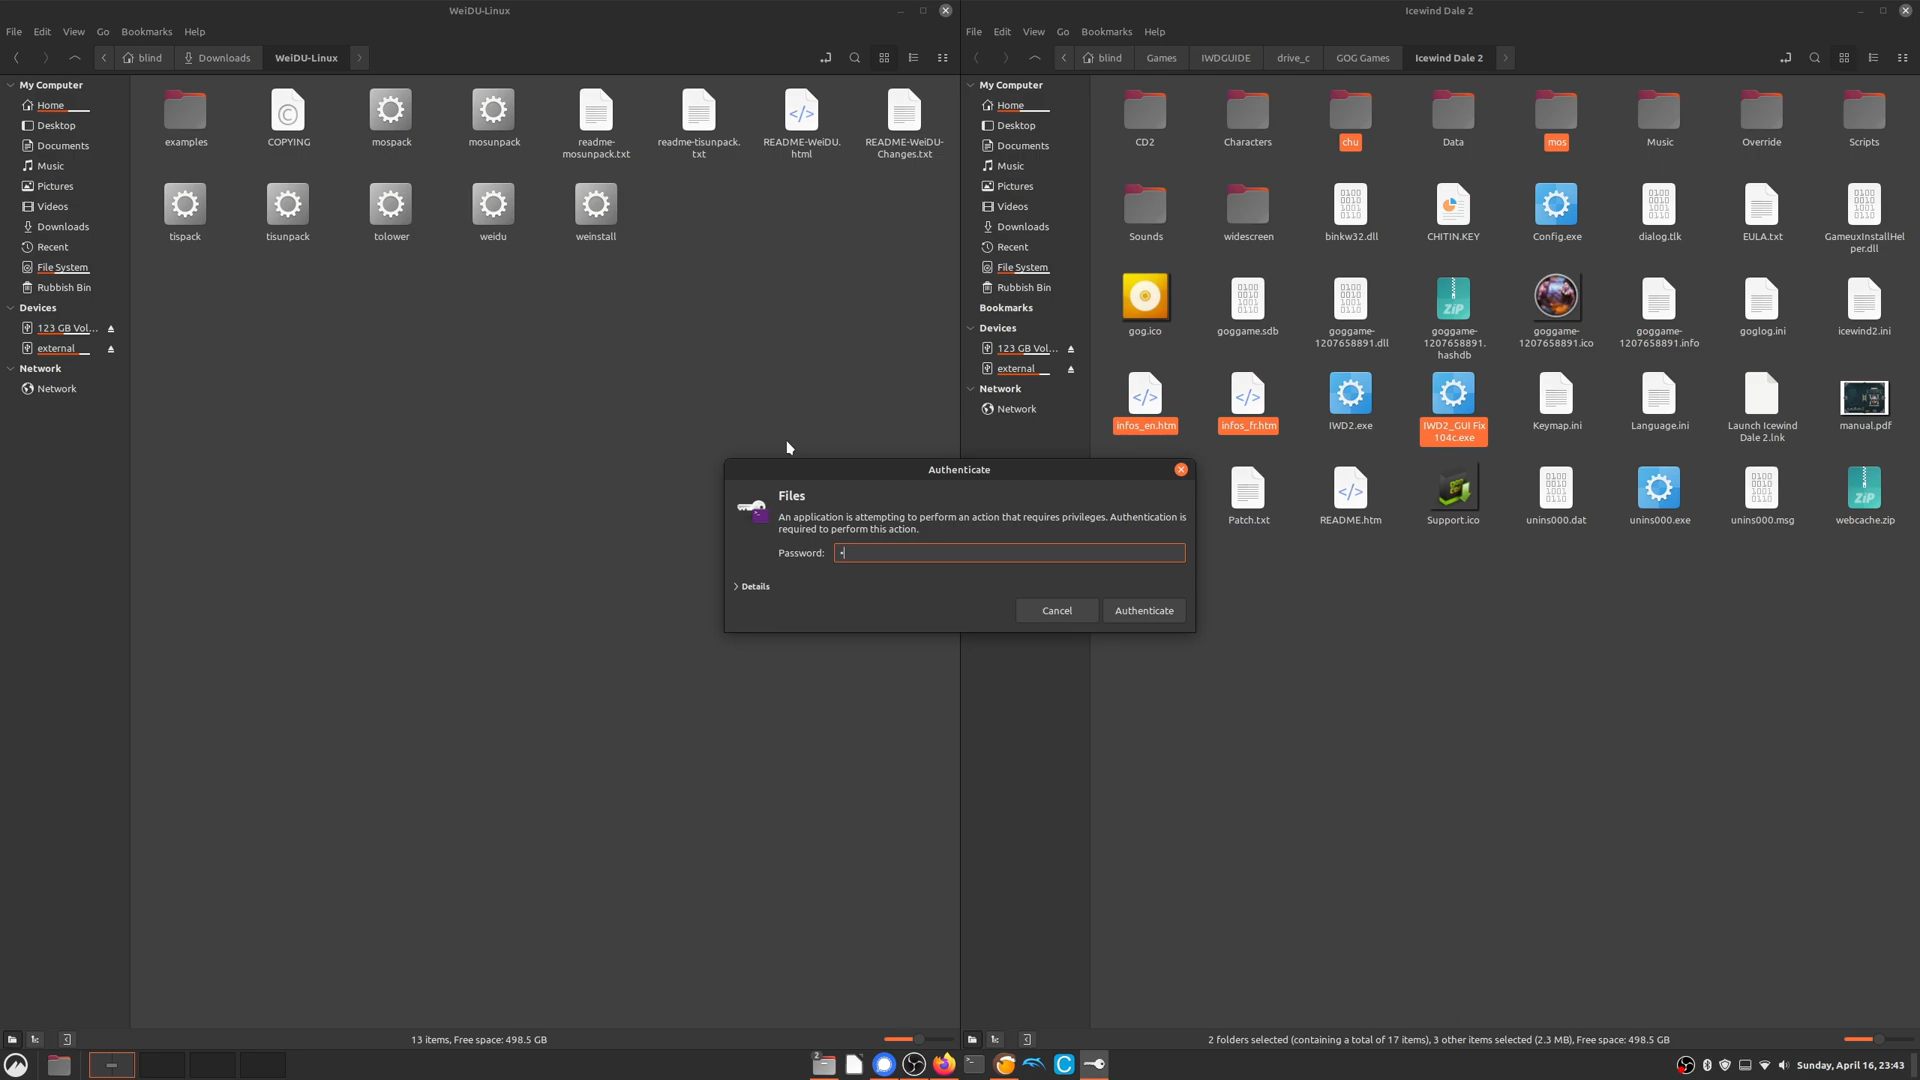 WeiDU-Linux
File Edit View Go Bookmarks Help
blind Downloads WeiDU-Linux
My Computer
Home
Desktop
Documents
Music
Pictures
Videos
Downloads
Recent
File System
Rubbish Bin
Devices
123 GB Vol...
external
Network
Network
examples
COPYING
mospack
mosunpack
readme-
mosunpack.txt
readme-tisunpack.
txt
README-WeiDU.
html
README-WeiDU-
Changes.txt
tispack
tisunpack
tolower
weidu
weinstall
13 items, Free space: 498.5 GB
Icewind Dale 2
File Edit View Go Bookmarks Help
blind Games IWDGUIDE drive_c GOG Games Icewind Dale 2
My Computer
Home
Desktop
Documents
Music
Pictures
Videos
Downloads
Recent
File System
Rubbish Bin
Bookmarks
Devices
123 GB Vol...
external
Network
Network
CD2
Characters
chu
Data
mos
Music
Override
Scripts
Sounds
widescreen
binkw32.dll
CHITIN.KEY
Config.exe
dialog.tlk
EULA.txt
GameuxInstallHel
per.dll
gog.ico
goggame.sdb
goggame-
1207658891.dll
goggame-
1207658891.
hashdb
goggame-
1207658891.ico
goggame-
1207658891.info
goglog.ini
icewind2.ini
infos_en.htm
infos_fr.htm
IWD2.exe
IWD2_GUI Fix
104c.exe
Keymap.ini
Language.ini
Launch Icewind
Dale 2.lnk
manual.pdf
Patch.txt
README.htm
Support.ico
unins000.dat
unins000.exe
unins000.msg
webcache.zip
2 folders selected (containing a total of 17 items), 3 other items selected (2.3 MB), Free space: 498.5 GB
Authenticate
Files
An application is attempting to perform an action that requires privileges. Authentication is
required to perform this action.
Password:
Details
Cancel Authenticate
2
Sunday, April 16, 23:43